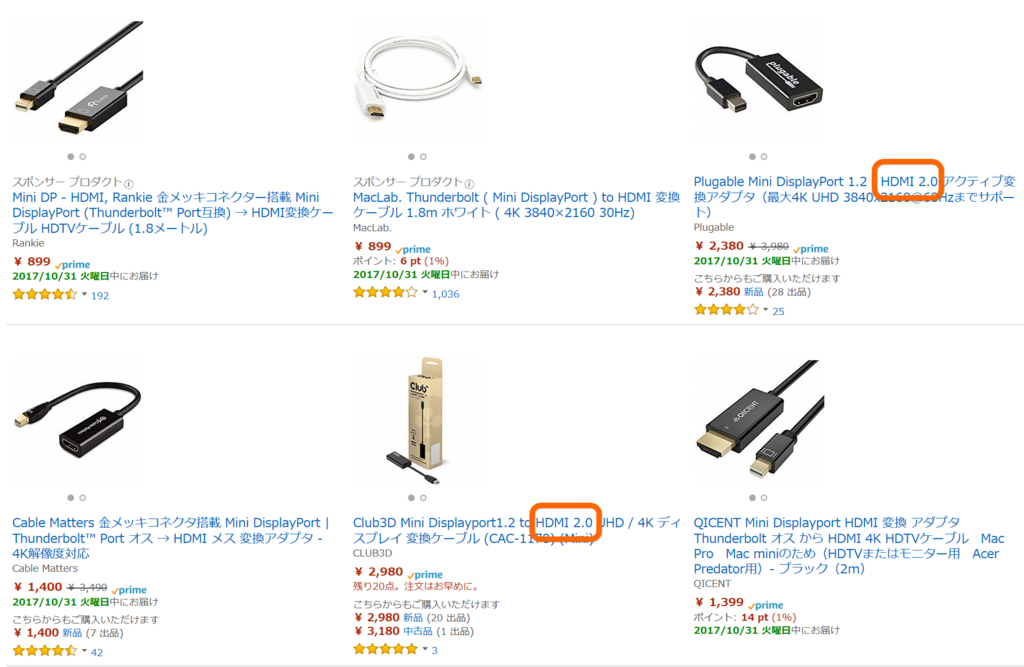 plugable
スポンサー プロダクト
Mini DP - HDMI, Rankie 金メッキコネクター搭載 Mini
DisplayPort (Thunderbolt™ Port互換) → HDMI変換ケー
ブル HDTVケーブル (1.8メートル)
Rankie
¥ 899 prime
2017/10/31 火曜日中にお届け
192
スポンサー プロダクト
MacLab. Thunderbolt ( Mini DisplayPort ) to HDMI 変換
ケーブル 1.8m ホワイト ( 4K 3840×2160 30Hz)
MacLab.
¥ 899 prime
ポイント: 6 pt (1%)
2017/10/31 火曜日中にお届け
1,036
Plugable Mini DisplayPort 1.2 HDMI 2.0 アクティブ変
換アダプタ（最大4K UHD 3840x2160@60Hzまでサポー
ト）
Plugable
¥ 2,380 ¥ 3,980 prime
2017/10/31 火曜日中にお届け
こちらからもご購入いただけます
¥ 2,380 新品 (28 出品)
25
Club
QICENT
Cable Matters 金メッキコネクタ搭載 Mini DisplayPort |
Thunderbolt™ Port オス → HDMI メス 変換アダプタ -
4K解像度対応
Cable Matters
¥ 1,400 ¥ 3,490 prime
2017/10/31 火曜日中にお届け
こちらからもご購入いただけます
¥ 1,400 新品 (7 出品)
42
Club3D Mini Displayport1.2 to HDMI 2.0 UHD / 4K ディ
スプレイ 変換ケーブル (CAC-1170) (Mini)
CLUB3D
¥ 2,980 prime
残り20点。注文はお早めに。
こちらからもご購入いただけます
¥ 2,980 新品 (20 出品)
¥ 3,180 中古品 (1 出品)
3
QICENT Mini Displayport HDMI 変換 アダプタ
Thunderbolt オス から HDMI 4K HDTVケーブル Mac
Pro Mac miniのため（HDTVまたはモニター用 Acer
Predator用）- ブラック（2m）
QICENT
¥ 1,399 prime
ポイント: 14 pt (1%)
2017/10/31 火曜日中にお届け